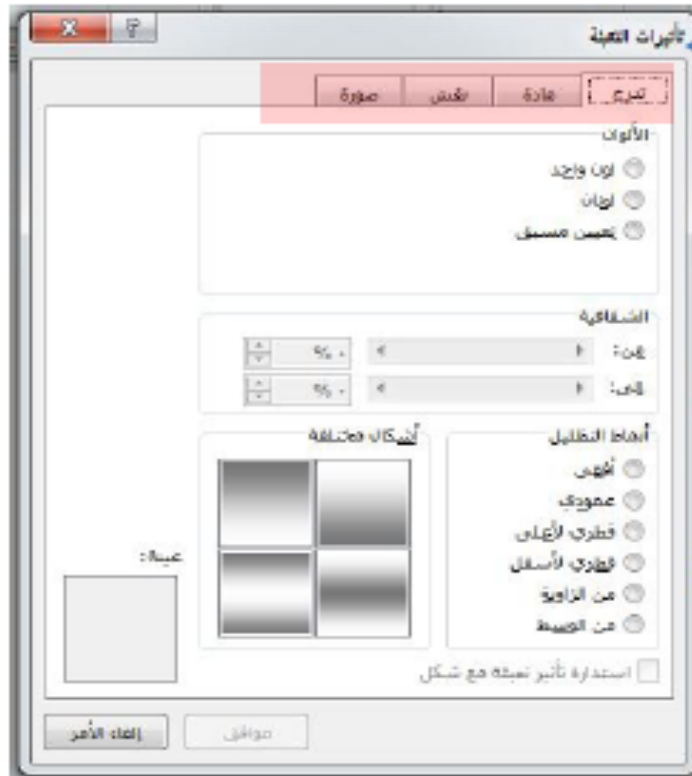 تأثيرات التعبئة
تدرج مادة نقش صورة
الألوان
لون واحد
لونان
تعيين مسبق
الشفافية
من: %
إلى: %
أنماط التظليل
أشكال مختلفة
أفقي
عمودي
قطري لأعلى
قطري لأسفل
من الزاوية
من الوسط
عينة:
استدارة تأثير تعبئة مع شكل
موافق إلغاء الأمر